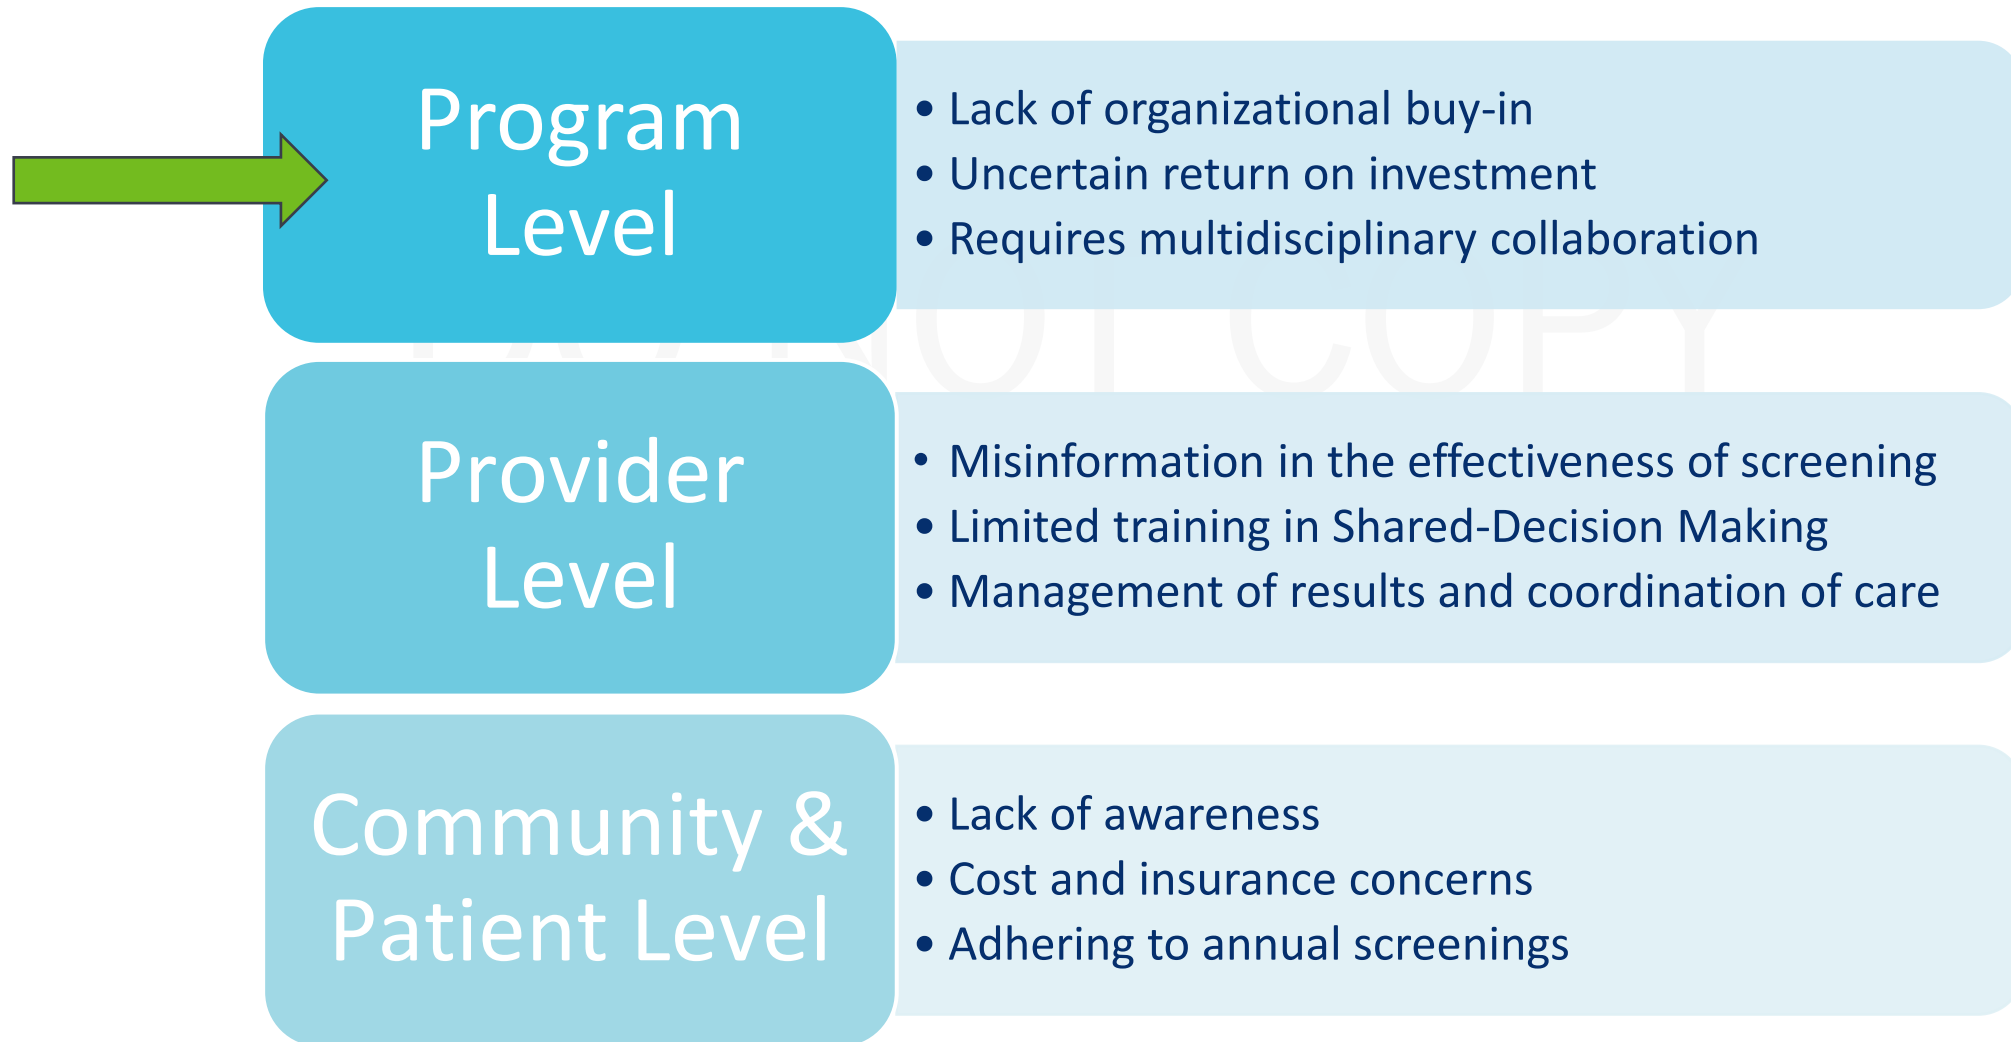 Program
Level
• Lack of organizational buy-in
• Uncertain return on investment
• Requires multidisciplinary collaboration
NOT COPY
Provider
Level
• Misinformation in the effectiveness of screening
• Limited training in Shared-Decision Making
• Management of results and coordination of care
Community &
Patient Level
• Lack of awareness
• Cost and insurance concerns
• Adhering to annual screenings